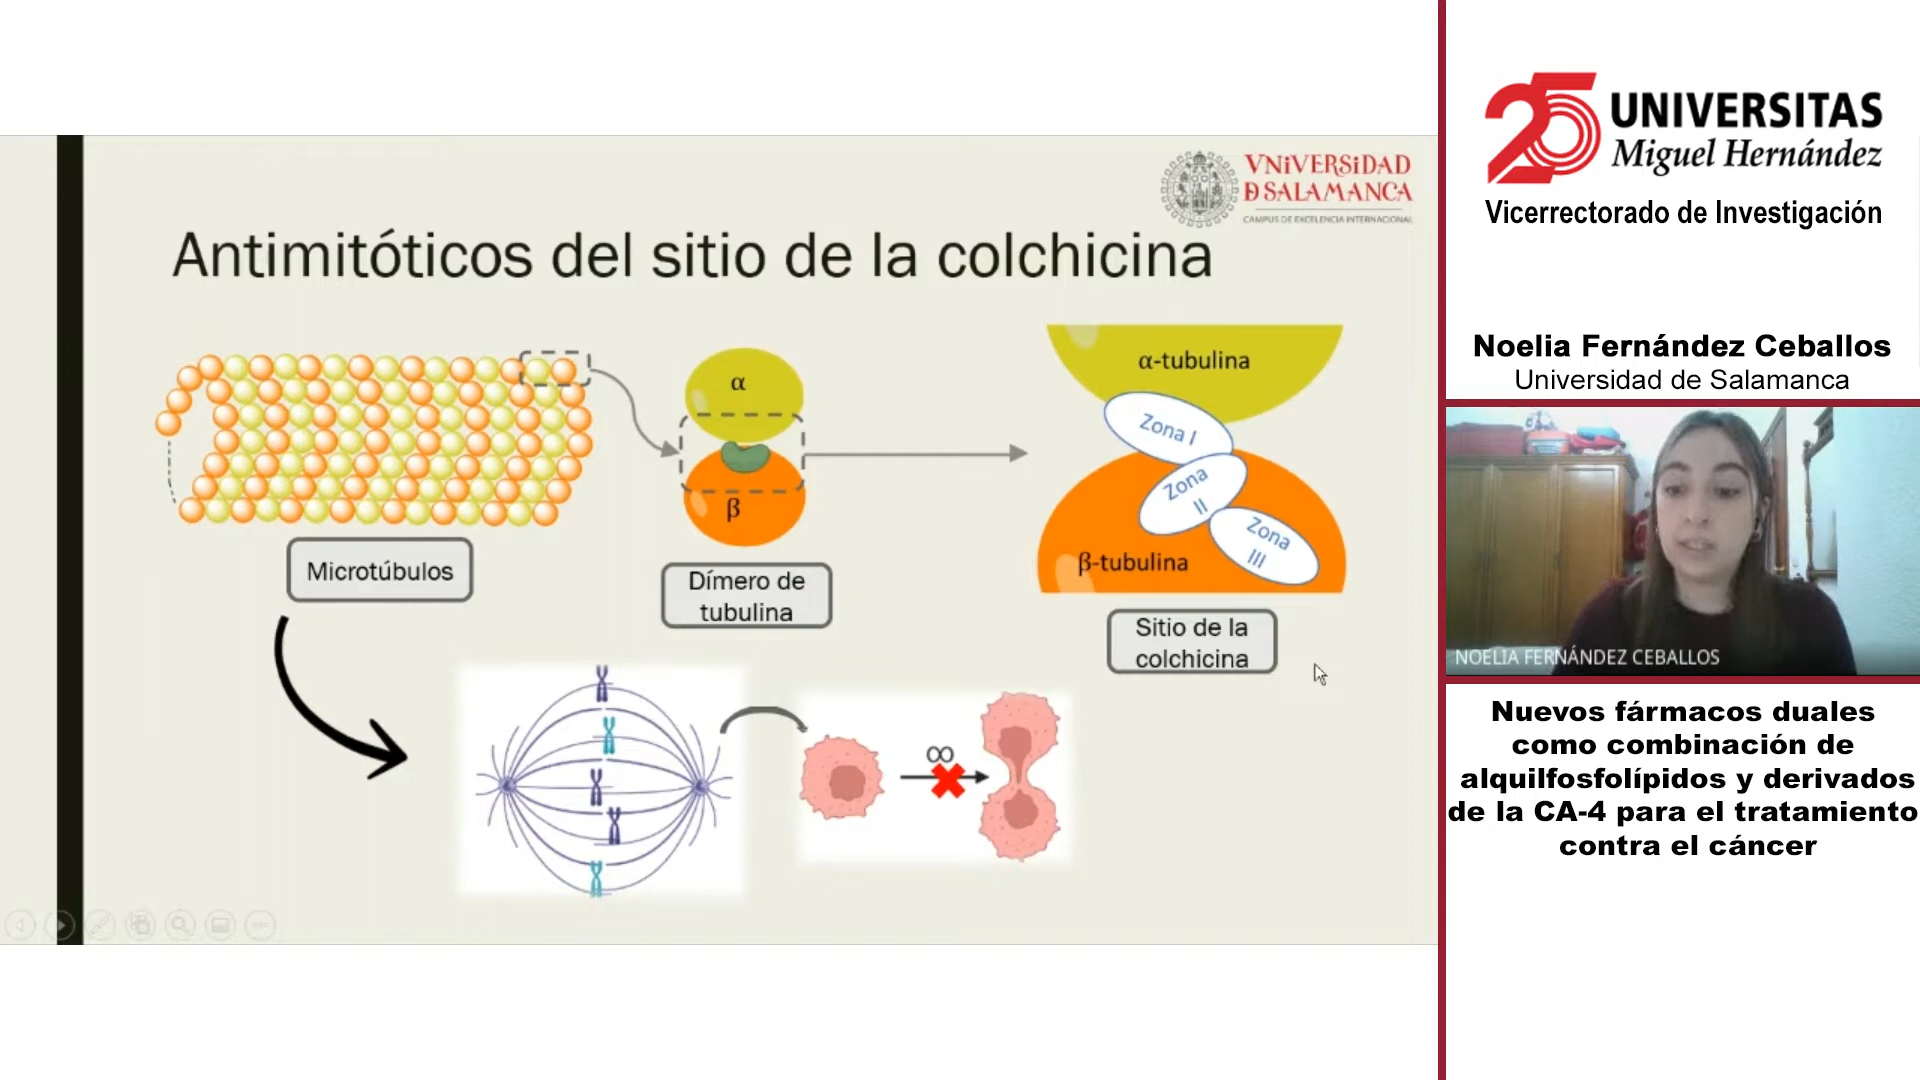 VNiVERSiDAD
D SALAMANCA
CAMPUS DE EXCELENCIA INTERNACIONAL
Antimitóticos del sitio de la colchicina
α
β
α-tubulina
Zona I
Zona
II
Zona
III
β-tubulina
Microtúbulos
Dímero de
tubulina
Sitio de la
colchicina
∞
25 UNIVERSITAS
Miguel Hernández
Vicerrectorado de Investigación
Noelia Fernández Ceballos
Universidad de Salamanca
NOELIA FERNÁNDEZ CEBALLOS
Nuevos fármacos duales
como combinación de
alquilfosfolípidos y derivados
de la CA-4 para el tratamiento
contra el cáncer